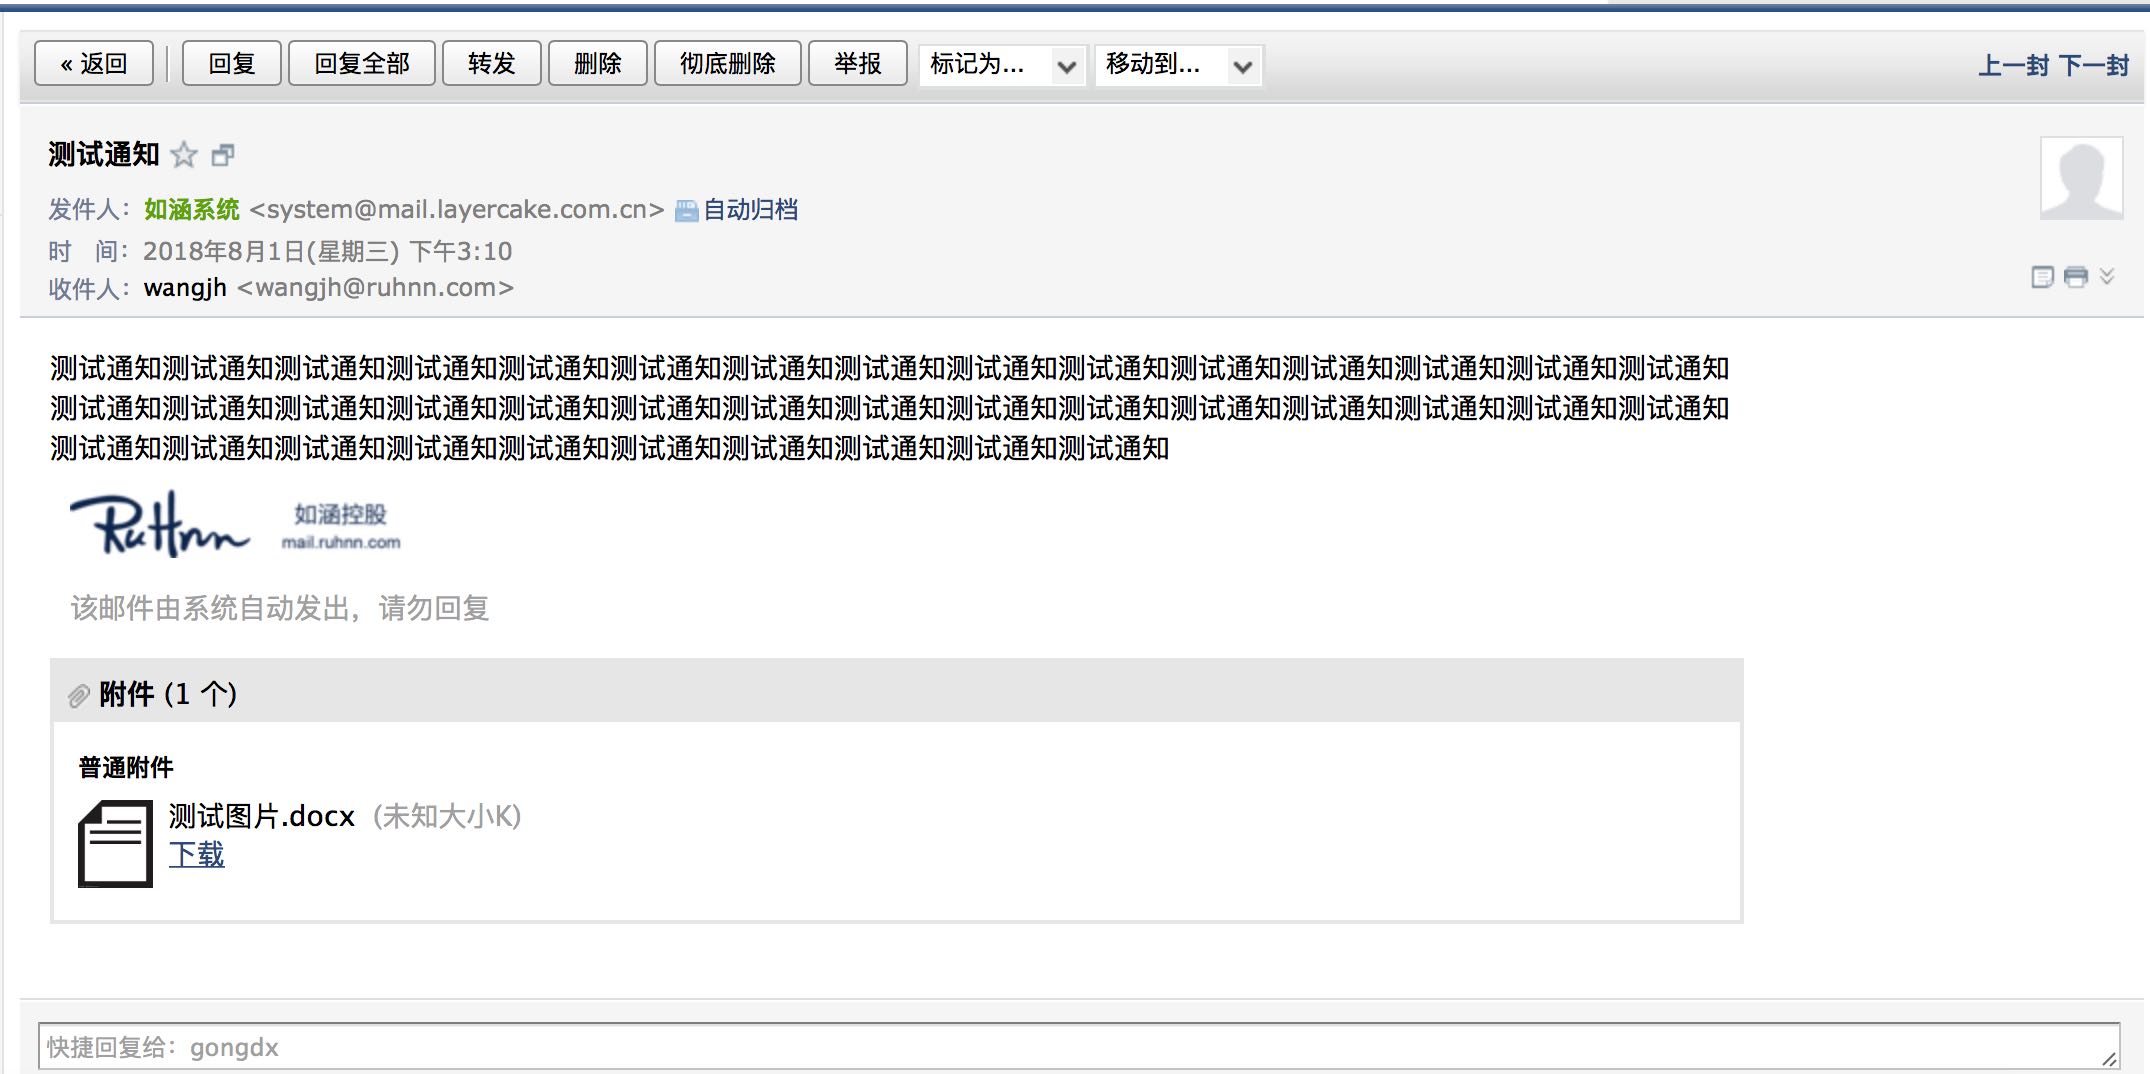 « 返回 回复 回复全部 转发 删除 彻底删除 举报 标记为... 移动到... 上一封 下一封
测试通知
发件人：如涵系统 <system@mail.layercake.com.cn> 自动归档
时 间：2018年8月1日(星期三) 下午3:10
收件人：wangjh <wangjh@ruhnn.com>
测试通知测试通知测试通知测试通知测试通知测试通知测试通知测试通知测试通知测试通知测试通知测试通知测试通知测试通知测试通知
测试通知测试通知测试通知测试通知测试通知测试通知测试通知测试通知测试通知测试通知测试通知测试通知测试通知测试通知测试通知
测试通知测试通知测试通知测试通知测试通知测试通知测试通知测试通知测试通知测试通知
RuHnn 如涵控股
mail.ruhnn.com
该邮件由系统自动发出，请勿回复
附件 (1 个)
普通附件
测试图片.docx (未知大小K)
下载
快捷回复给：gongdx